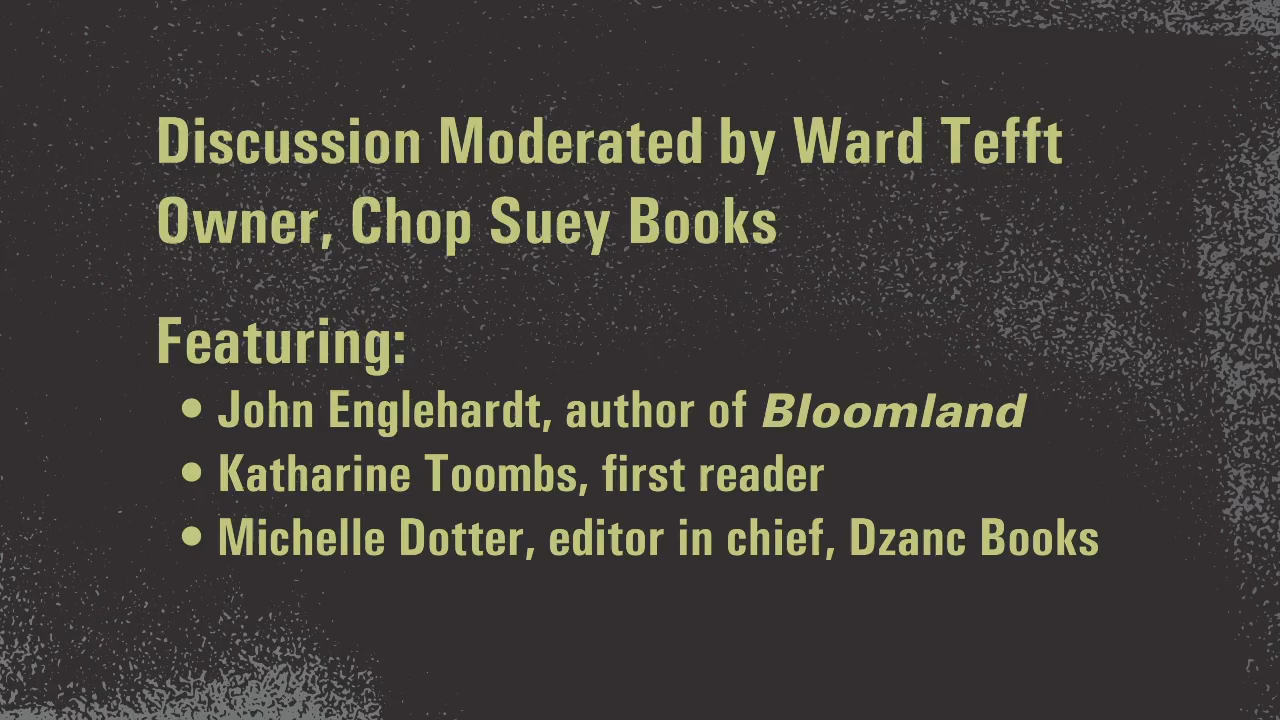 Discussion Moderated by Ward Tefft
Owner, Chop Suey Books
Featuring:
• John Englehardt, author of Bloomland
• Katharine Toombs, first reader
• Michelle Dotter, editor in chief, Dzanc Books